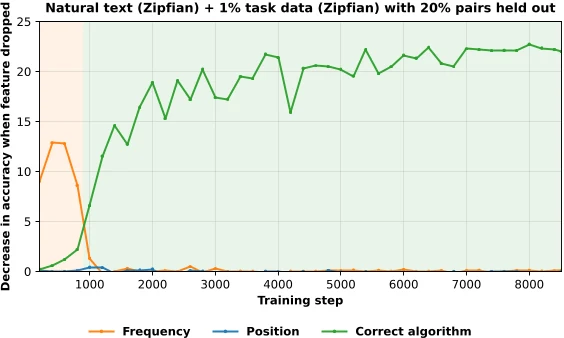 Natural text (Zipfian) + 1% task data (Zipfian) with 20% pairs held out
Decrease in accuracy when feature dropped
25
20
15
10
5
0
1000 2000 3000 4000 5000 6000 7000 8000
Training step
Frequency Position Correct algorithm